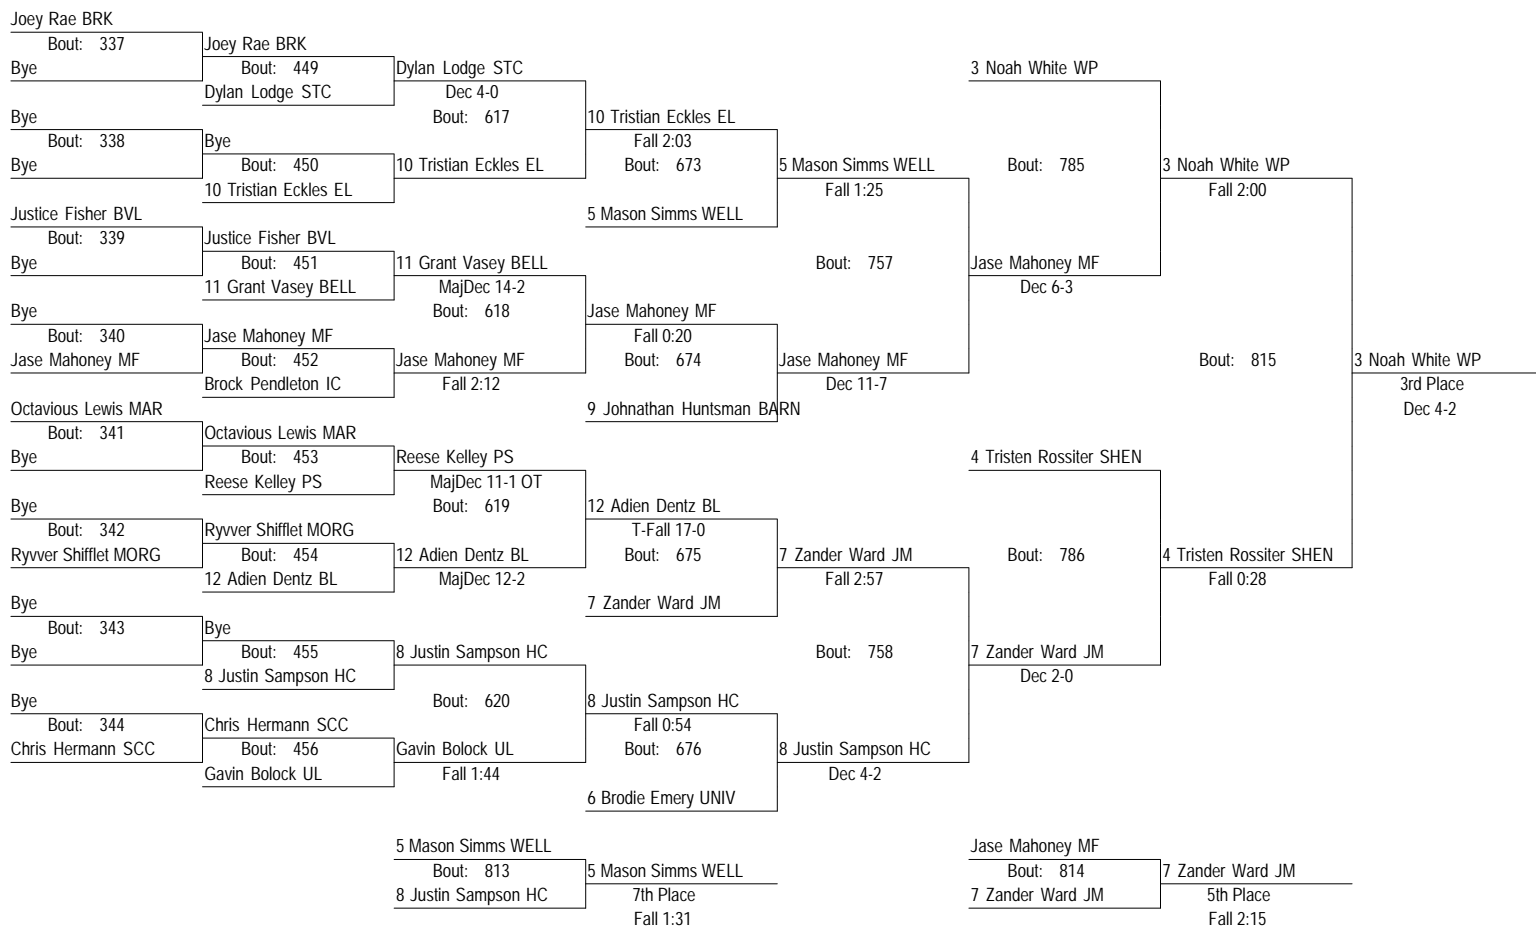 Joey Rae BRK
Bout: 337
Bye
Bye
Bout: 338
Bye
Justice Fisher BVL
Bout: 339
Bye
Bye
Bout: 340
Jase Mahoney MF
Octavious Lewis MAR
Bout: 341
Bye
Bye
Bout: 342
Ryvver Shifflet MORG
Bye
Bout: 343
Bye
Bye
Bout: 344
Chris Hermann SCC
Joey Rae BRK
Bout: 449
Dylan Lodge STC
Bye
Bout: 450
10 Tristian Eckles EL
Justice Fisher BVL
Bout: 451
11 Grant Vasey BELL
Jase Mahoney MF
Bout: 452
Brock Pendleton IC
Octavious Lewis MAR
Bout: 453
Reese Kelley PS
Ryvver Shifflet MORG
Bout: 454
12 Adien Dentz BL
Bye
Bout: 455
8 Justin Sampson HC
Chris Hermann SCC
Bout: 456
Gavin Bolock UL
Dylan Lodge STC
Dec 4-0
Bout: 617
10 Tristian Eckles EL
11 Grant Vasey BELL
MajDec 14-2
Bout: 618
Jase Mahoney MF
Fall 2:12
Reese Kelley PS
MajDec 11-1 OT
Bout: 619
12 Adien Dentz BL
MajDec 12-2
8 Justin Sampson HC
Bout: 620
Gavin Bolock UL
Fall 1:44
10 Tristian Eckles EL
Fall 2:03
Bout: 673
5 Mason Simms WELL
Jase Mahoney MF
Fall 0:20
Bout: 674
9 Johnathan Huntsman BARN
12 Adien Dentz BL
T-Fall 17-0
Bout: 675
7 Zander Ward JM
8 Justin Sampson HC
Fall 0:54
Bout: 676
6 Brodie Emery UNIV
5 Mason Simms WELL
Fall 1:25
Bout: 757
Jase Mahoney MF
Dec 11-7
7 Zander Ward JM
Fall 2:57
Bout: 758
8 Justin Sampson HC
Dec 4-2
3 Noah White WP
Bout: 785
Jase Mahoney MF
Dec 6-3
4 Tristen Rossiter SHEN
Bout: 786
7 Zander Ward JM
Dec 2-0
3 Noah White WP
Fall 2:00
Bout: 815
4 Tristen Rossiter SHEN
Fall 0:28
3 Noah White WP
3rd Place
Dec 4-2
5 Mason Simms WELL
Bout: 813
8 Justin Sampson HC
5 Mason Simms WELL
7th Place
Fall 1:31
Jase Mahoney MF
Bout: 814
7 Zander Ward JM
7 Zander Ward JM
5th Place
Fall 2:15